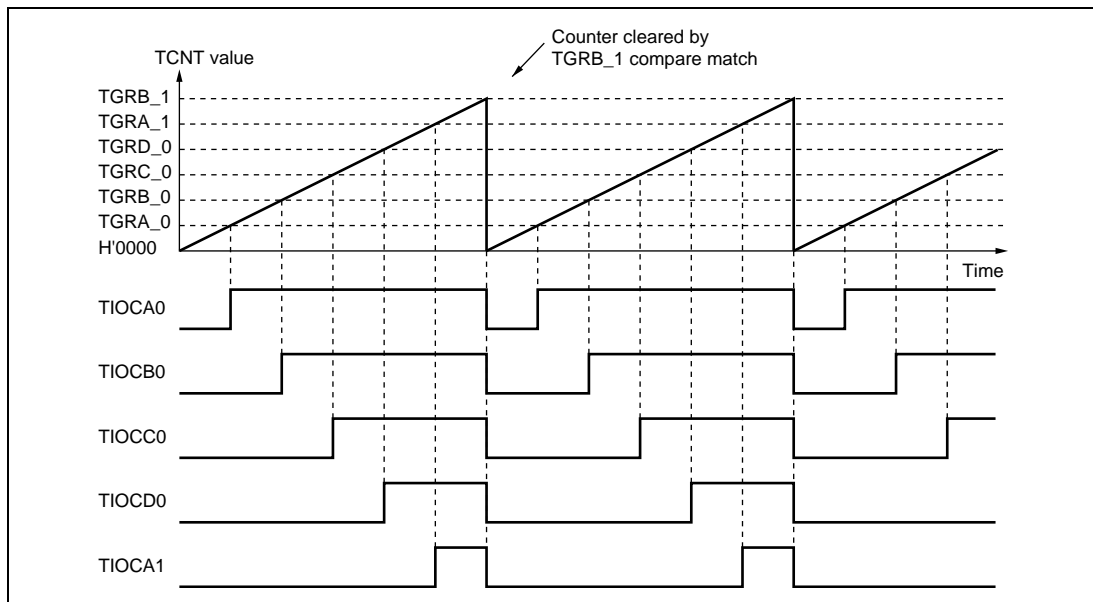 Counter cleared by
TGRB_1 compare match
TCNT value
TGRB_1
TGRA_1
TGRD_0
TGRC_0
TGRB_0
TGRA_0
H'0000
Time
TIOCA0
TIOCB0
TIOCC0
TIOCD0
TIOCA1